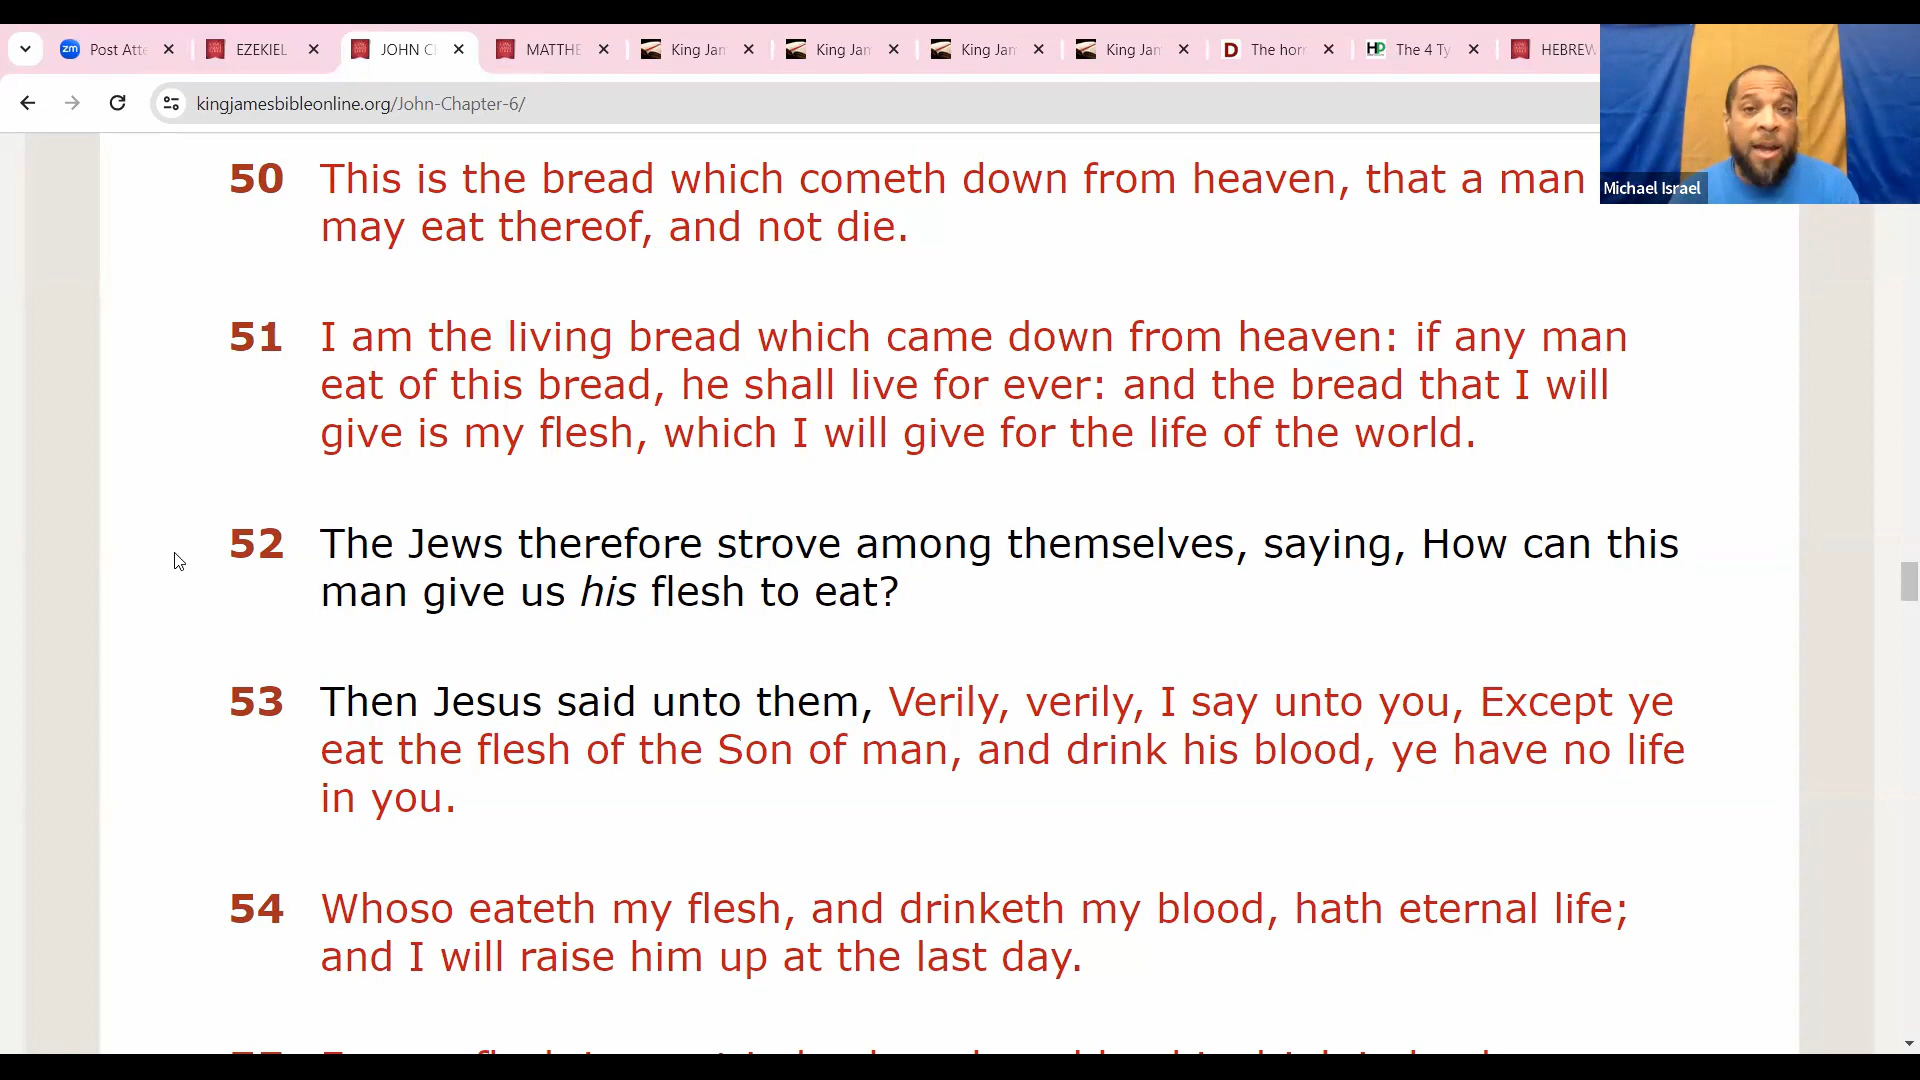 Post Atte
EZEKIEL
JOHN C
MATTHE
King Jan
King Jam
King Jam
King Jam
The horr
The 4 Ty
HEBREW
kingjamesbibleonline.org/John-Chapter-6/
Michael Israel
50 This is the bread which cometh down from heaven, that a man
may eat thereof, and not die.
51 I am the living bread which came down from heaven: if any man
eat of this bread, he shall live for ever: and the bread that I will
give is my flesh, which I will give for the life of the world.
52 The Jews therefore strove among themselves, saying, How can this
man give us his flesh to eat?
53 Then Jesus said unto them, Verily, verily, I say unto you, Except ye
eat the flesh of the Son of man, and drink his blood, ye have no life
in you.
54 Whoso eateth my flesh, and drinketh my blood, hath eternal life;
and I will raise him up at the last day.